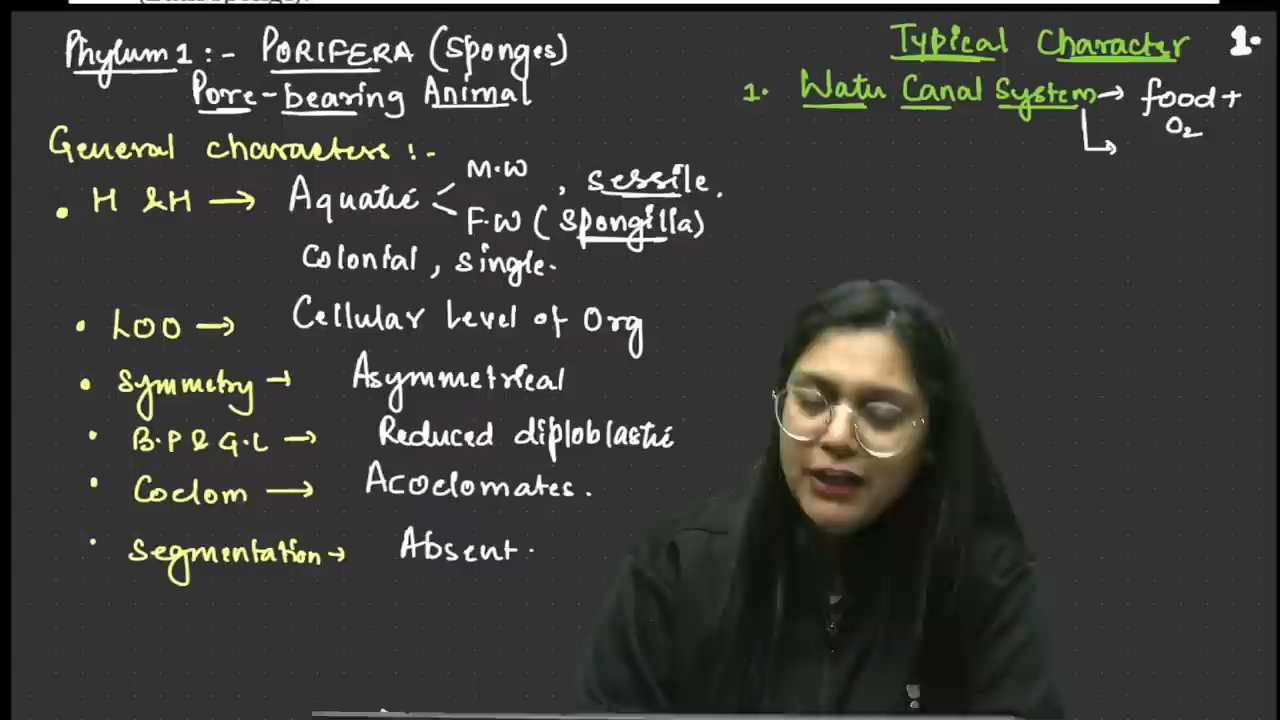 Phylum 1 :- PORIFERA (Sponges)
Pore-bearing Animal
General characters :-
• H &H → Aquatic < M.W , sessile.
F.W (Spongilla)
Colonial, single.
• LOO → Cellular Level of Org
• Symmetry → Asymmetrical
• B.P & G.L → Reduced diploblastic
• Coelom → Acoelomates.
• Segmentation → Absent.
Typical Character 1.
1. Water Canal System → food +
O2